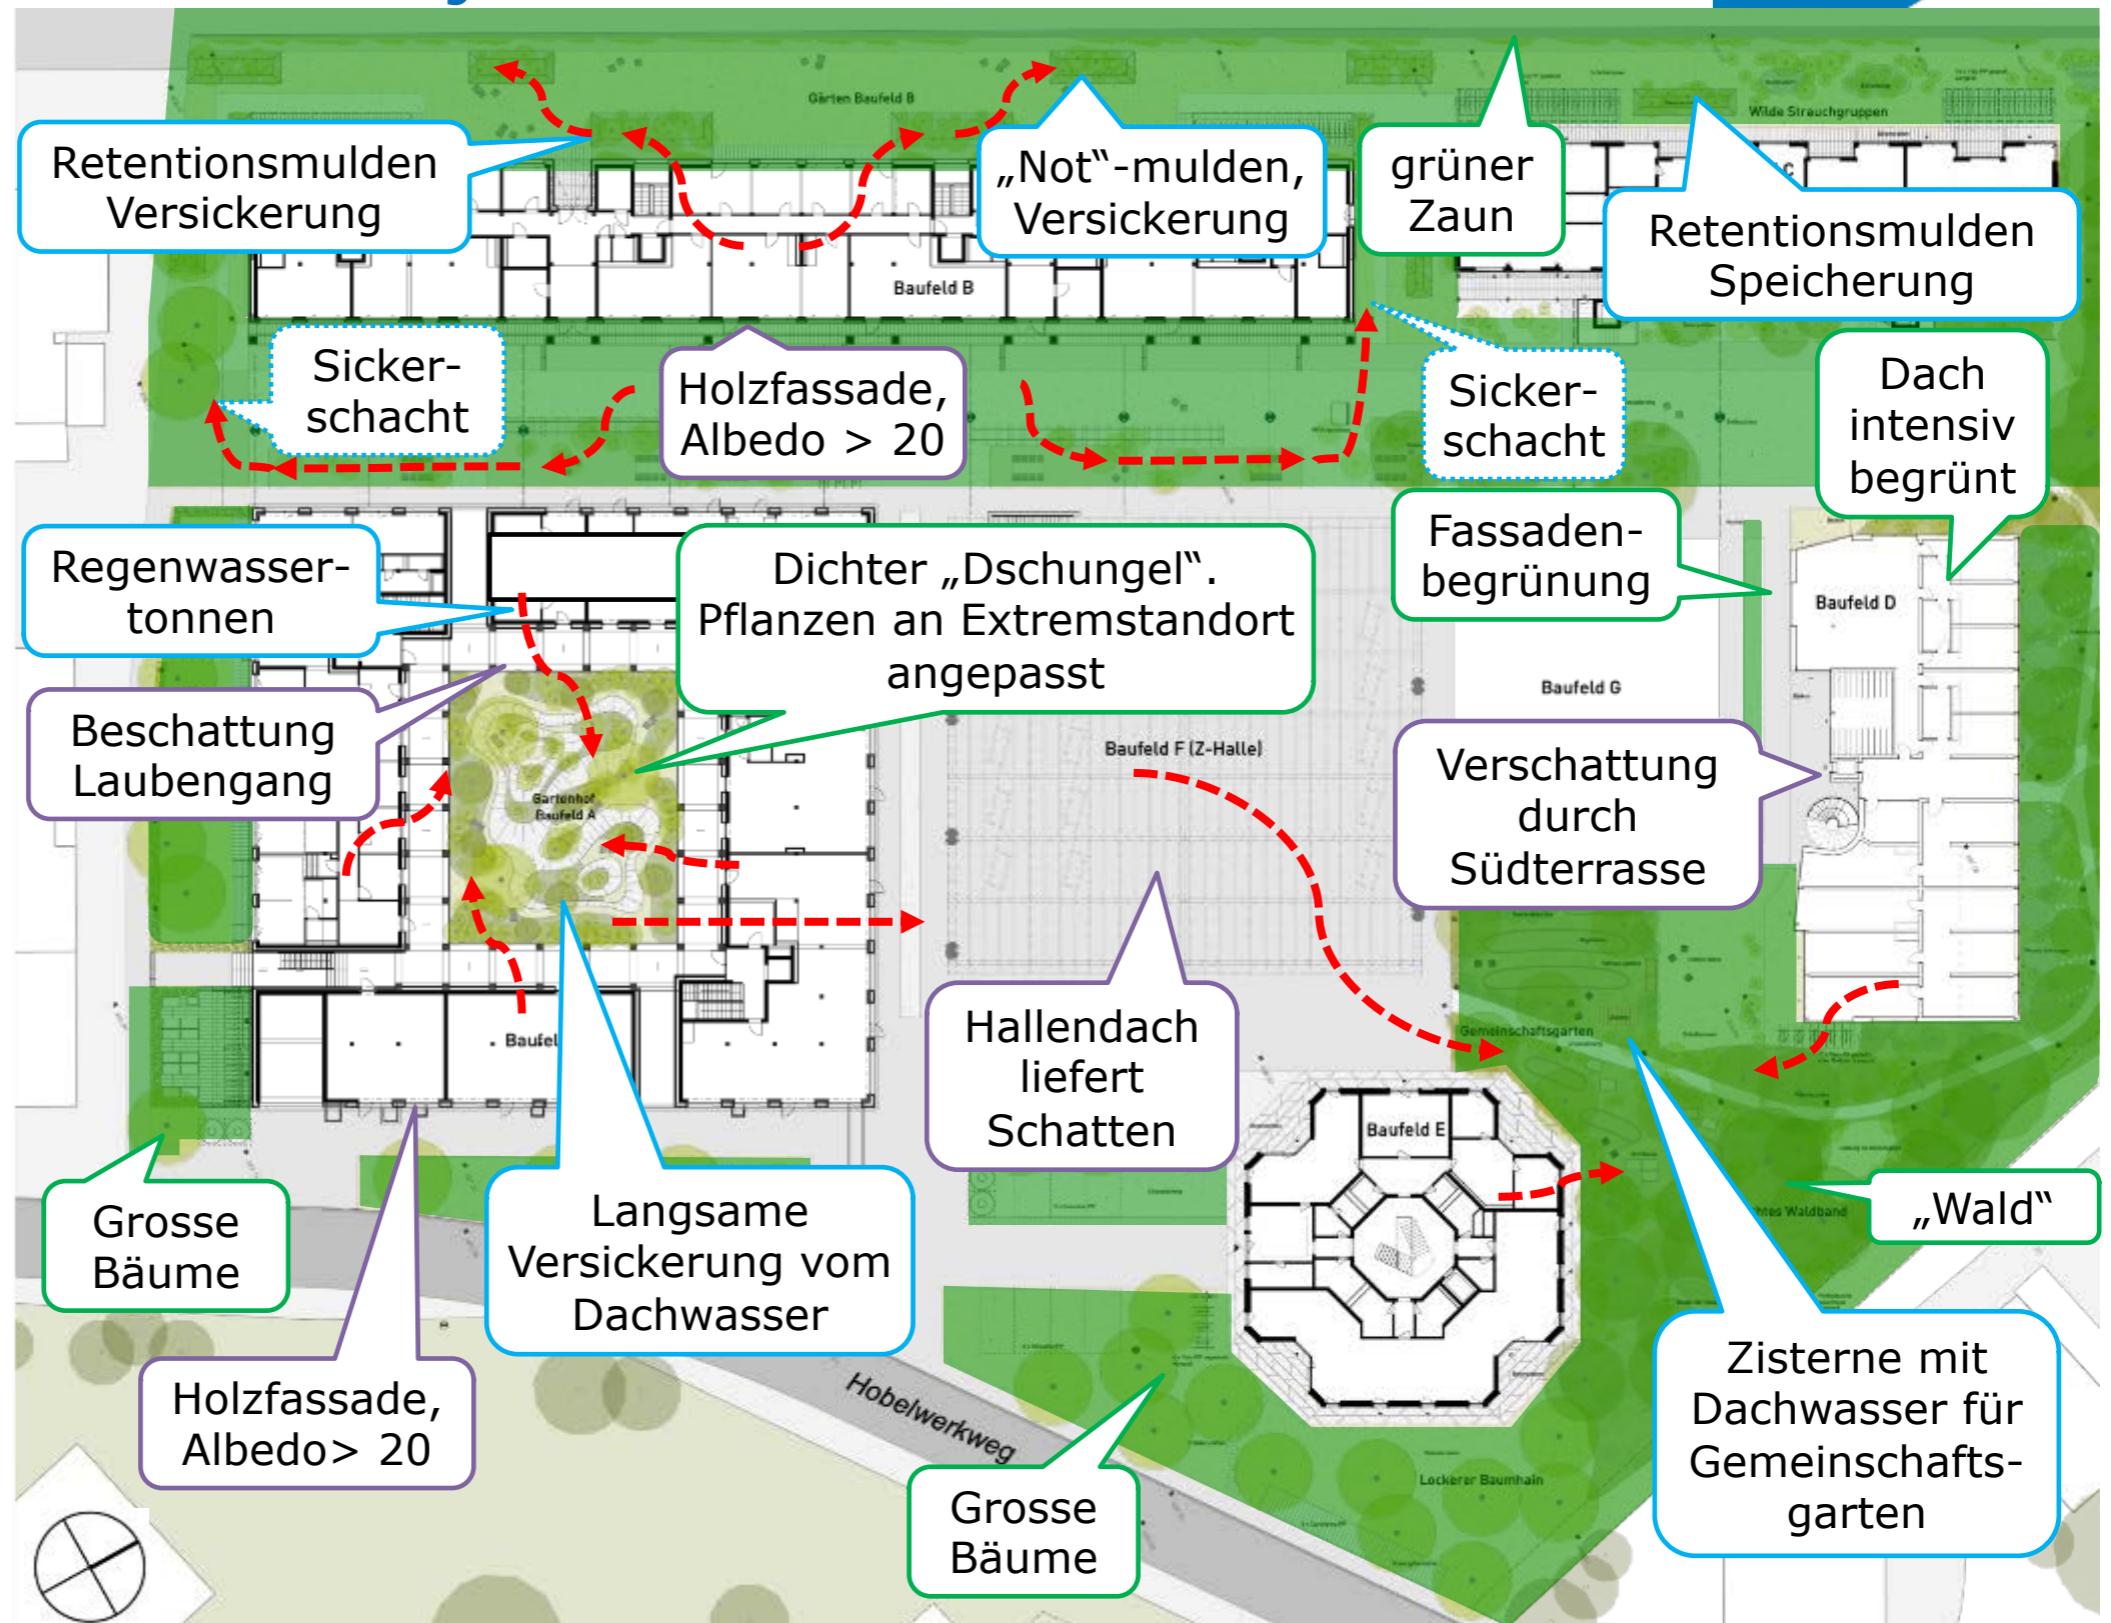 Gärten Baufeld B
Wilde Strauchgruppen
Retentionsmulden
Versickerung
„Not“-mulden,
Versickerung
grüner
Zaun
Retentionsmulden
Speicherung
Baufeld B
Sicker-
schacht
Holzfassade,
Albedo > 20
Sicker-
schacht
Dach
intensiv
begrünt
Regenwasser-
tonnen
Dichter „Dschungel“.
Pflanzen an Extremstandort
angepasst
Fassaden-
begrünung
Baufeld D
Beschattung
Laubengang
Baufeld G
Baufeld F (Z-Halle)
Verschattung
durch
Südterrasse
Gartenhof
Baufeld A
Hallendach
liefert
Schatten
Gemeinschaftsgarten
Baufel
Baufeld E
Grosse
Bäume
Langsame
Versickerung vom
Dachwasser
„Wald“
htes Waldband
Holzfassade,
Albedo> 20
Hobelwerkweg
Zisterne mit
Dachwasser für
Gemeinschafts-
garten
Lockerer Baumhain
Grosse
Bäume